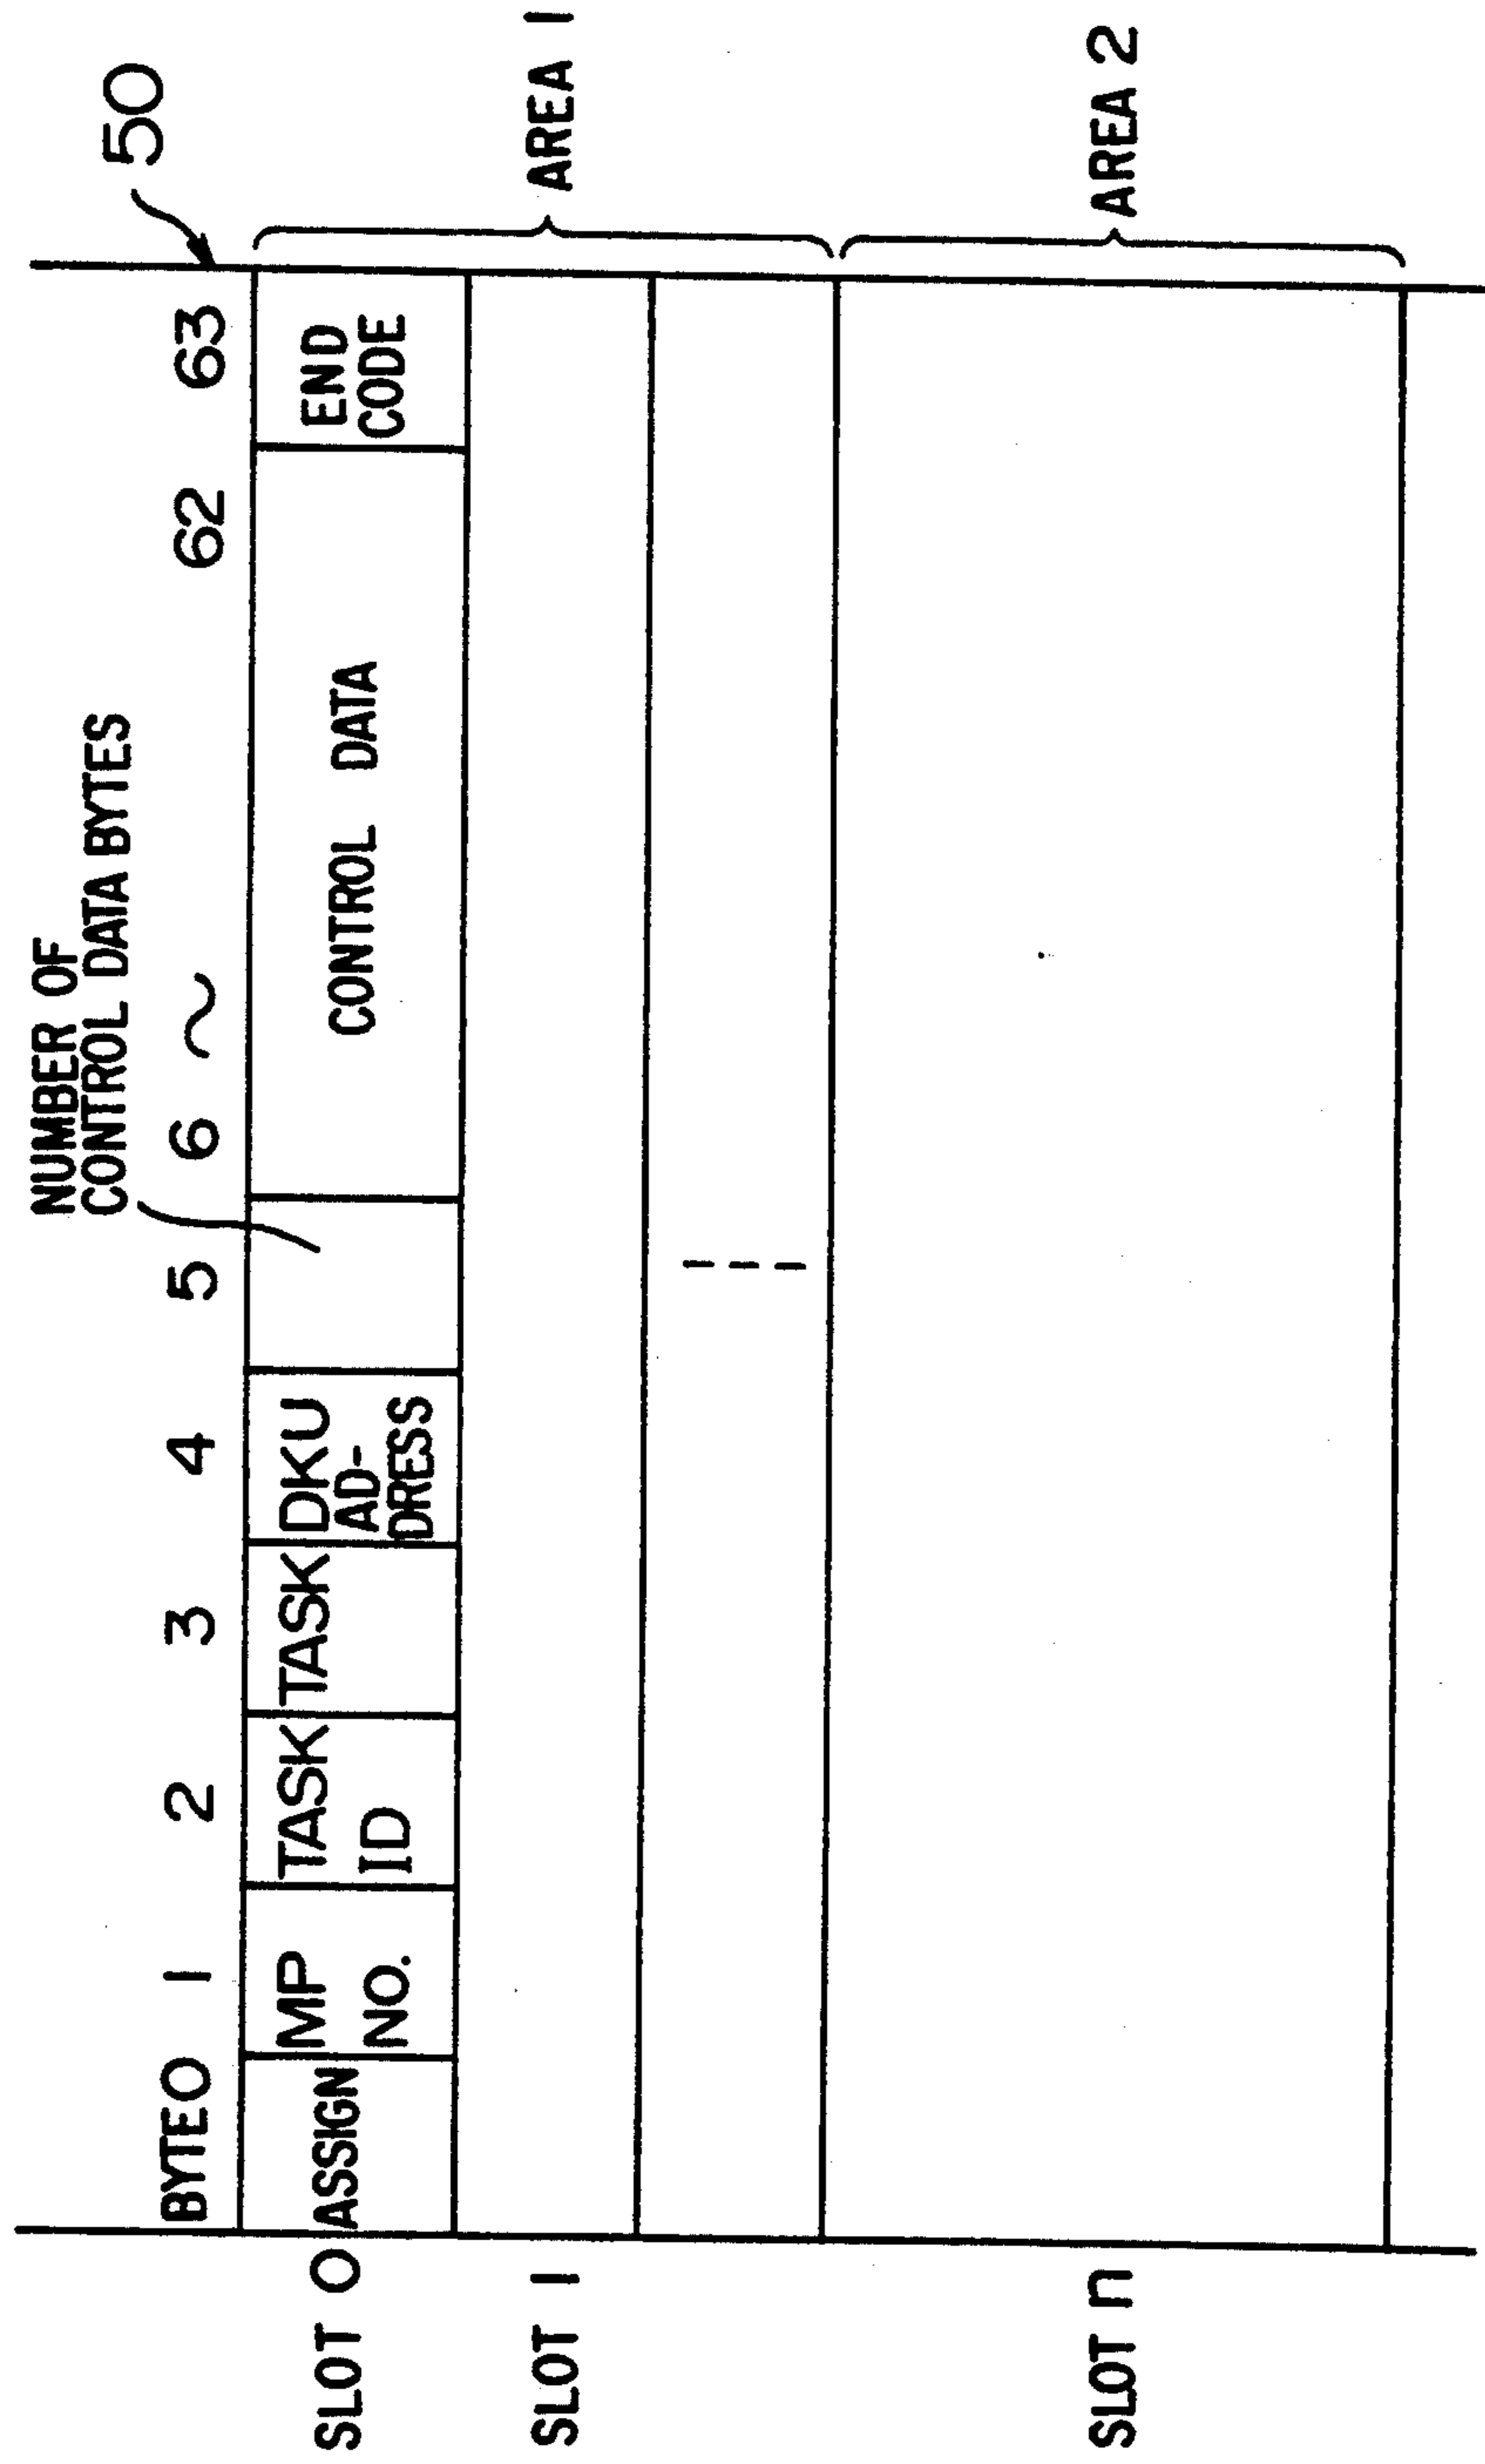 NUMBER OF
CONTROL DATA BYTES
50
BYTE 0 1 2 3 4 5 6 ~ 62 63
SLOT 0
ASSIGN
MP
NO.
TASK
ID
TASK
DKU
AD-
DRESS
CONTROL DATA
END
CODE
SLOT 1
AREA 1
SLOT n
AREA 2